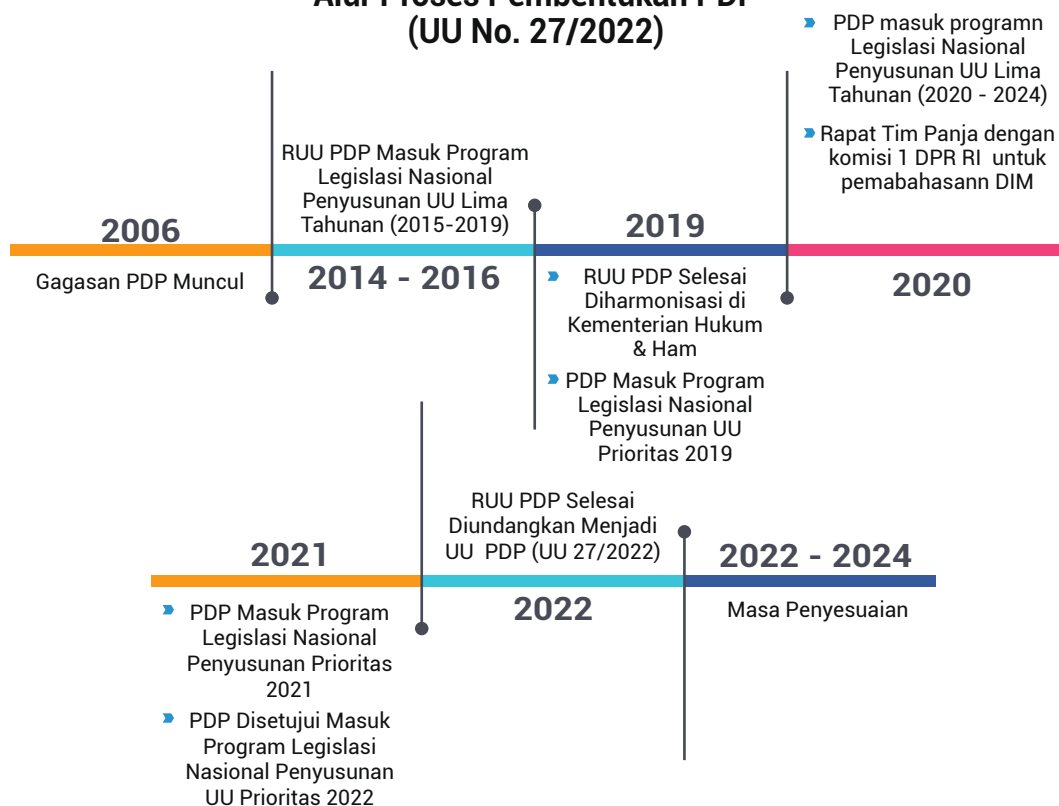 Alur Proses Pembentukan PDP
(UU No. 27/2022)
2006
Gagasan PDP Muncul
RUU PDP Masuk Program
Legislasi Nasional
Penyusunan UU Lima
Tahunan (2015-2019)
2014 - 2016
2019
RUU PDP Selesai
Diharmonisasi di
Kementerian Hukum
& Ham
PDP Masuk Program
Legislasi Nasional
Penyusunan UU
Prioritas 2019
PDP masuk programn
Legislasi Nasional
Penyusunan UU Lima
Tahunan (2020 - 2024)
Rapat Tim Panja dengan
komisi 1 DPR RI untuk
pemabahasann DIM
2020
2021
PDP Masuk Program
Legislasi Nasional
Penyusunan Prioritas
2021
PDP Disetujui Masuk
Program Legislasi
Nasional Penyusunan
UU Prioritas 2022
RUU PDP Selesai
Diundangkan Menjadi
UU PDP (UU 27/2022)
2022
2022 - 2024
Masa Penyesuaian